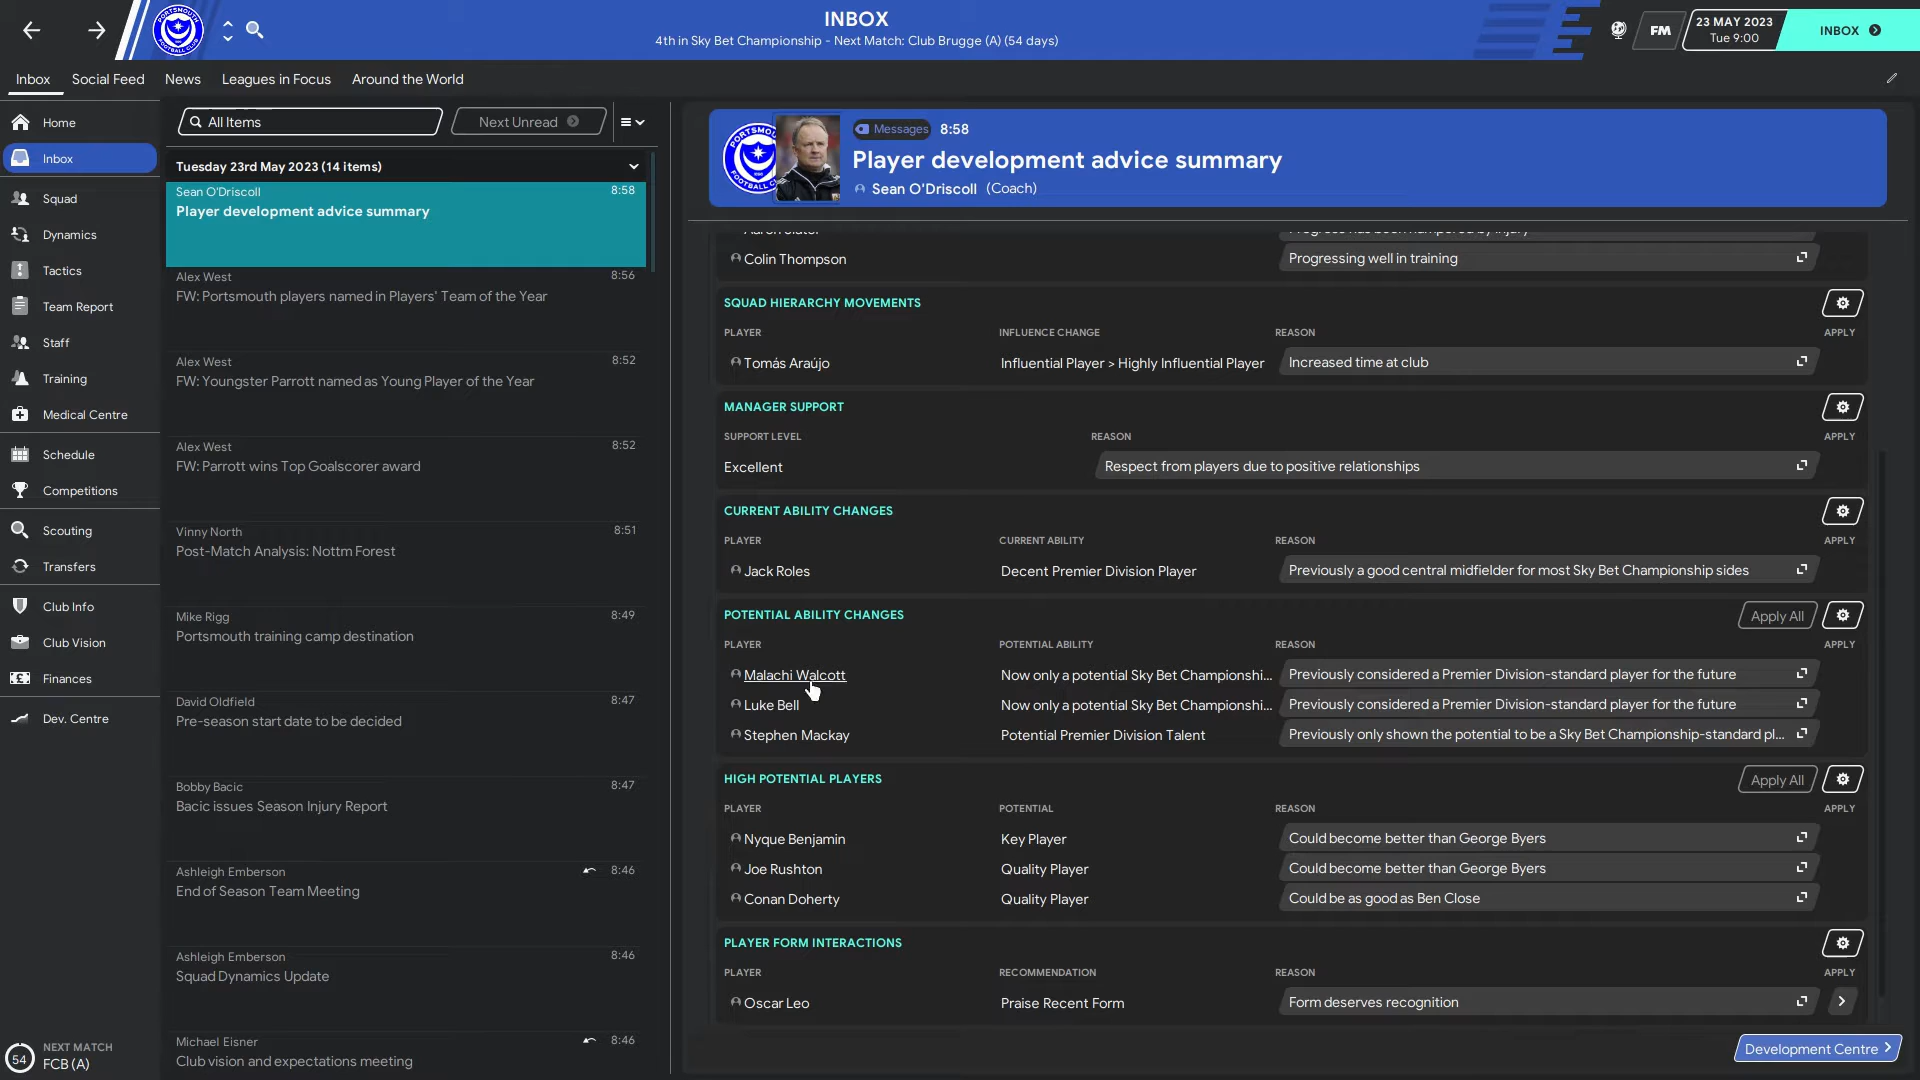 INBOX
4th in Sky Bet Championship - Next Match: Club Brugge (A) (54 days)
FM
23 MAY 2023
Tue 9:00
INBOX
Inbox Social Feed News Leagues in Focus Around the World
Home
Inbox
Squad
Dynamics
Tactics
Team Report
Staff
Training
Medical Centre
Schedule
Competitions
Scouting
Transfers
Club Info
Club Vision
Finances
Dev. Centre
54
NEXT MATCH
FCB (A)
All Items
Next Unread
Tuesday 23rd May 2023 (14 items)
Sean O'Driscoll 8:58
Player development advice summary
Alex West 8:56
FW: Portsmouth players named in Players' Team of the Year
Alex West 8:52
FW: Youngster Parrott named as Young Player of the Year
Alex West 8:52
FW: Parrott wins Top Goalscorer award
Vinny North 8:51
Post-Match Analysis: Nottm Forest
Mike Rigg 8:49
Portsmouth training camp destination
David Oldfield 8:47
Pre-season start date to be decided
Bobby Bacic 8:47
Bacic issues Season Injury Report
Ashleigh Emberson 8:46
End of Season Team Meeting
Ashleigh Emberson 8:46
Squad Dynamics Update
Michael Eisner 8:46
Club vision and expectations meeting
Messages 8:58
Player development advice summary
Sean O'Driscoll (Coach)
Colin Thompson Progressing well in training
SQUAD HIERARCHY MOVEMENTS
PLAYER INFLUENCE CHANGE REASON APPLY
Tomás Araújo Influential Player > Highly Influential Player Increased time at club
MANAGER SUPPORT
SUPPORT LEVEL REASON APPLY
Excellent Respect from players due to positive relationships
CURRENT ABILITY CHANGES
PLAYER CURRENT ABILITY REASON APPLY
Jack Roles Decent Premier Division Player Previously a good central midfielder for most Sky Bet Championship sides
POTENTIAL ABILITY CHANGES Apply All
PLAYER POTENTIAL ABILITY REASON APPLY
Malachi Walcott Now only a potential Sky Bet Championshi... Previously considered a Premier Division-standard player for the future
Luke Bell Now only a potential Sky Bet Championshi... Previously considered a Premier Division-standard player for the future
Stephen Mackay Potential Premier Division Talent Previously only shown the potential to be a Sky Bet Championship-standard pl...
HIGH POTENTIAL PLAYERS Apply All
PLAYER POTENTIAL REASON APPLY
Nyque Benjamin Key Player Could become better than George Byers
Joe Rushton Quality Player Could become better than George Byers
Conan Doherty Quality Player Could be as good as Ben Close
PLAYER FORM INTERACTIONS
PLAYER RECOMMENDATION REASON APPLY
Oscar Leo Praise Recent Form Form deserves recognition
Development Centre